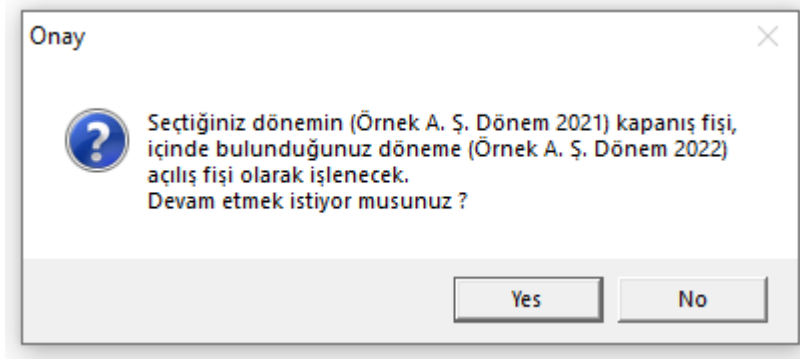 Onay
Seçtiğiniz dönemin (Örnek A. Ş. Dönem 2021) kapanış fişi,
içinde bulunduğunuz döneme (Örnek A. Ş. Dönem 2022)
açılış fişi olarak işlenecek.
Devam etmek istiyor musunuz ?
Yes
No